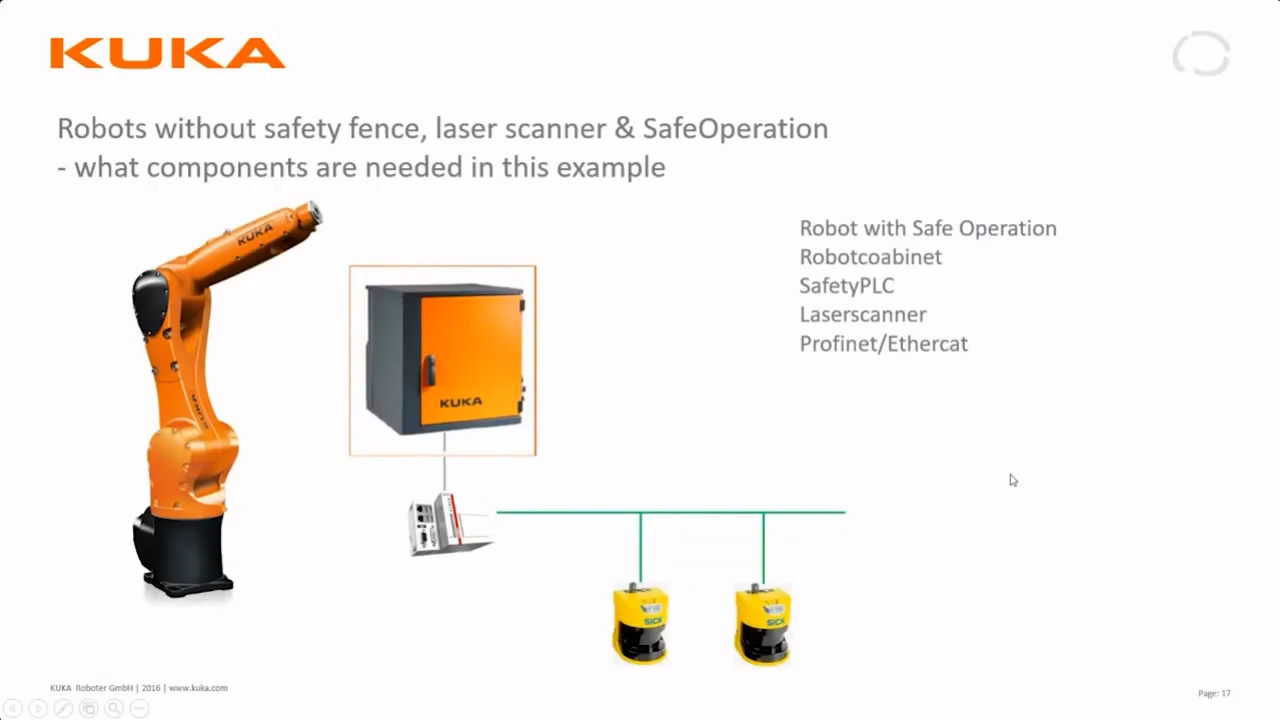 KUKA
Robots without safety fence, laser scanner & SafeOperation
- what components are needed in this example
KUKA
Robot with Safe Operation
Robotcoabinet
SafetyPLC
Laserscanner
Profinet/Ethercat
KUKA
SICK
SICK
KUKA Roboter GmbH | 2016 | www.kuka.com
Page: 17